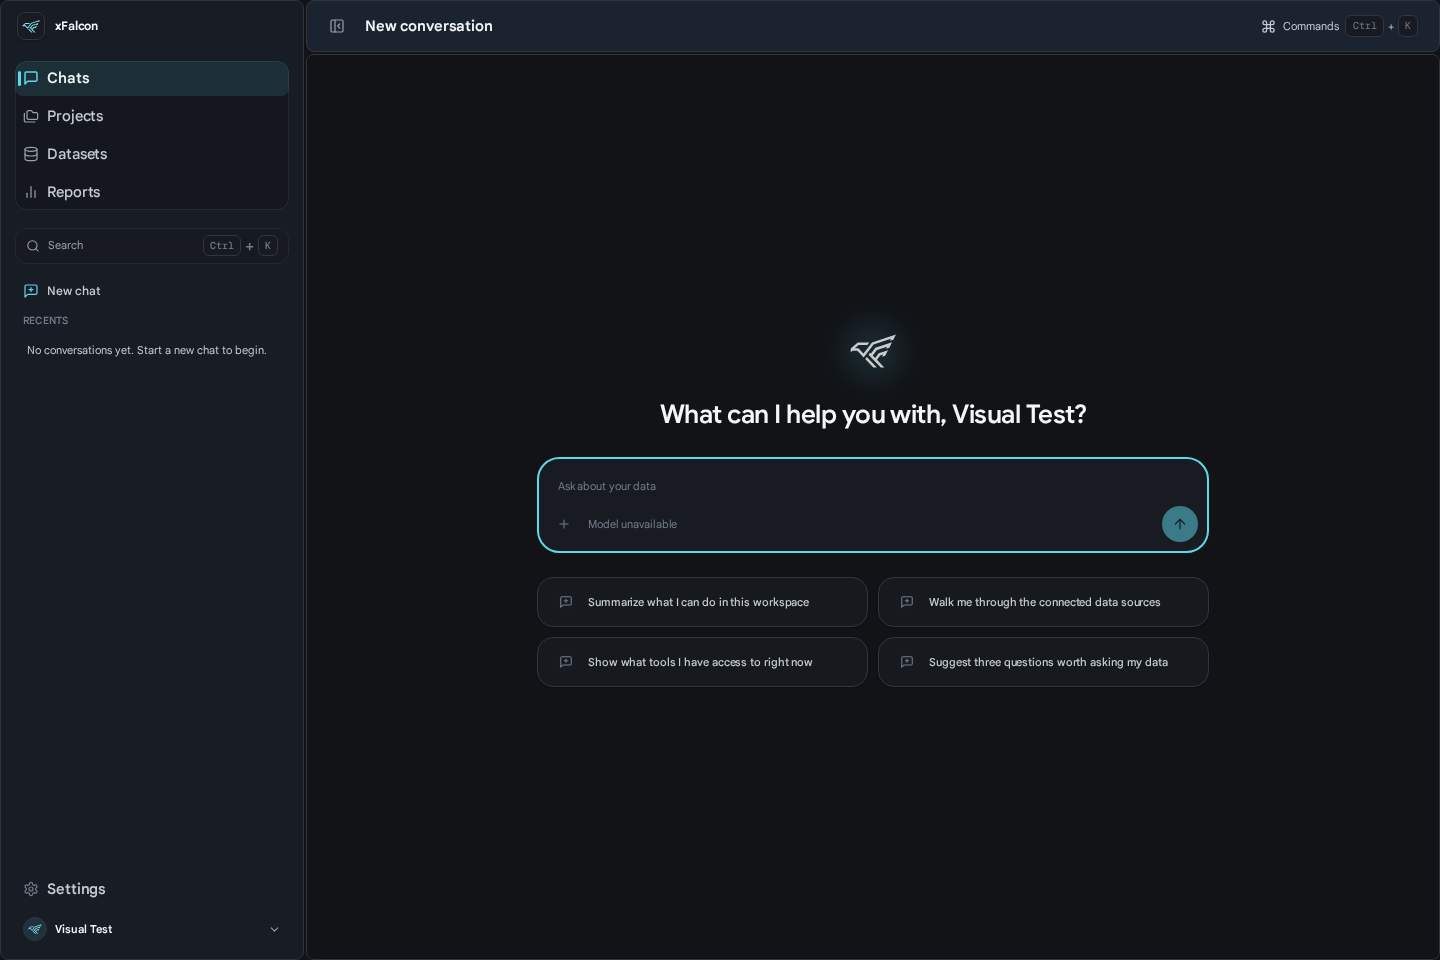 xFalcon
New conversation
Commands Ctrl + K
Chats
Projects
Datasets
Reports
Search Ctrl + K
New chat
RECENTS
No conversations yet. Start a new chat to begin.
What can I help you with, Visual Test?
Ask about your data
Model unavailable
Summarize what I can do in this workspace
Walk me through the connected data sources
Show what tools I have access to right now
Suggest three questions worth asking my data
Settings
Visual Test